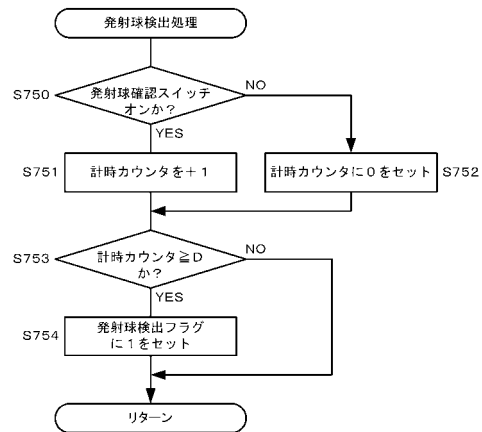 発射球検出処理
S750
発射球確認スイッチ
オンか？
NO
YES
S751
計時カウンタを＋１
計時カウンタに０をセット
S752
S753
計時カウンタ≧D
か？
NO
YES
S754
発射球検出フラグ
に１をセット
リターン